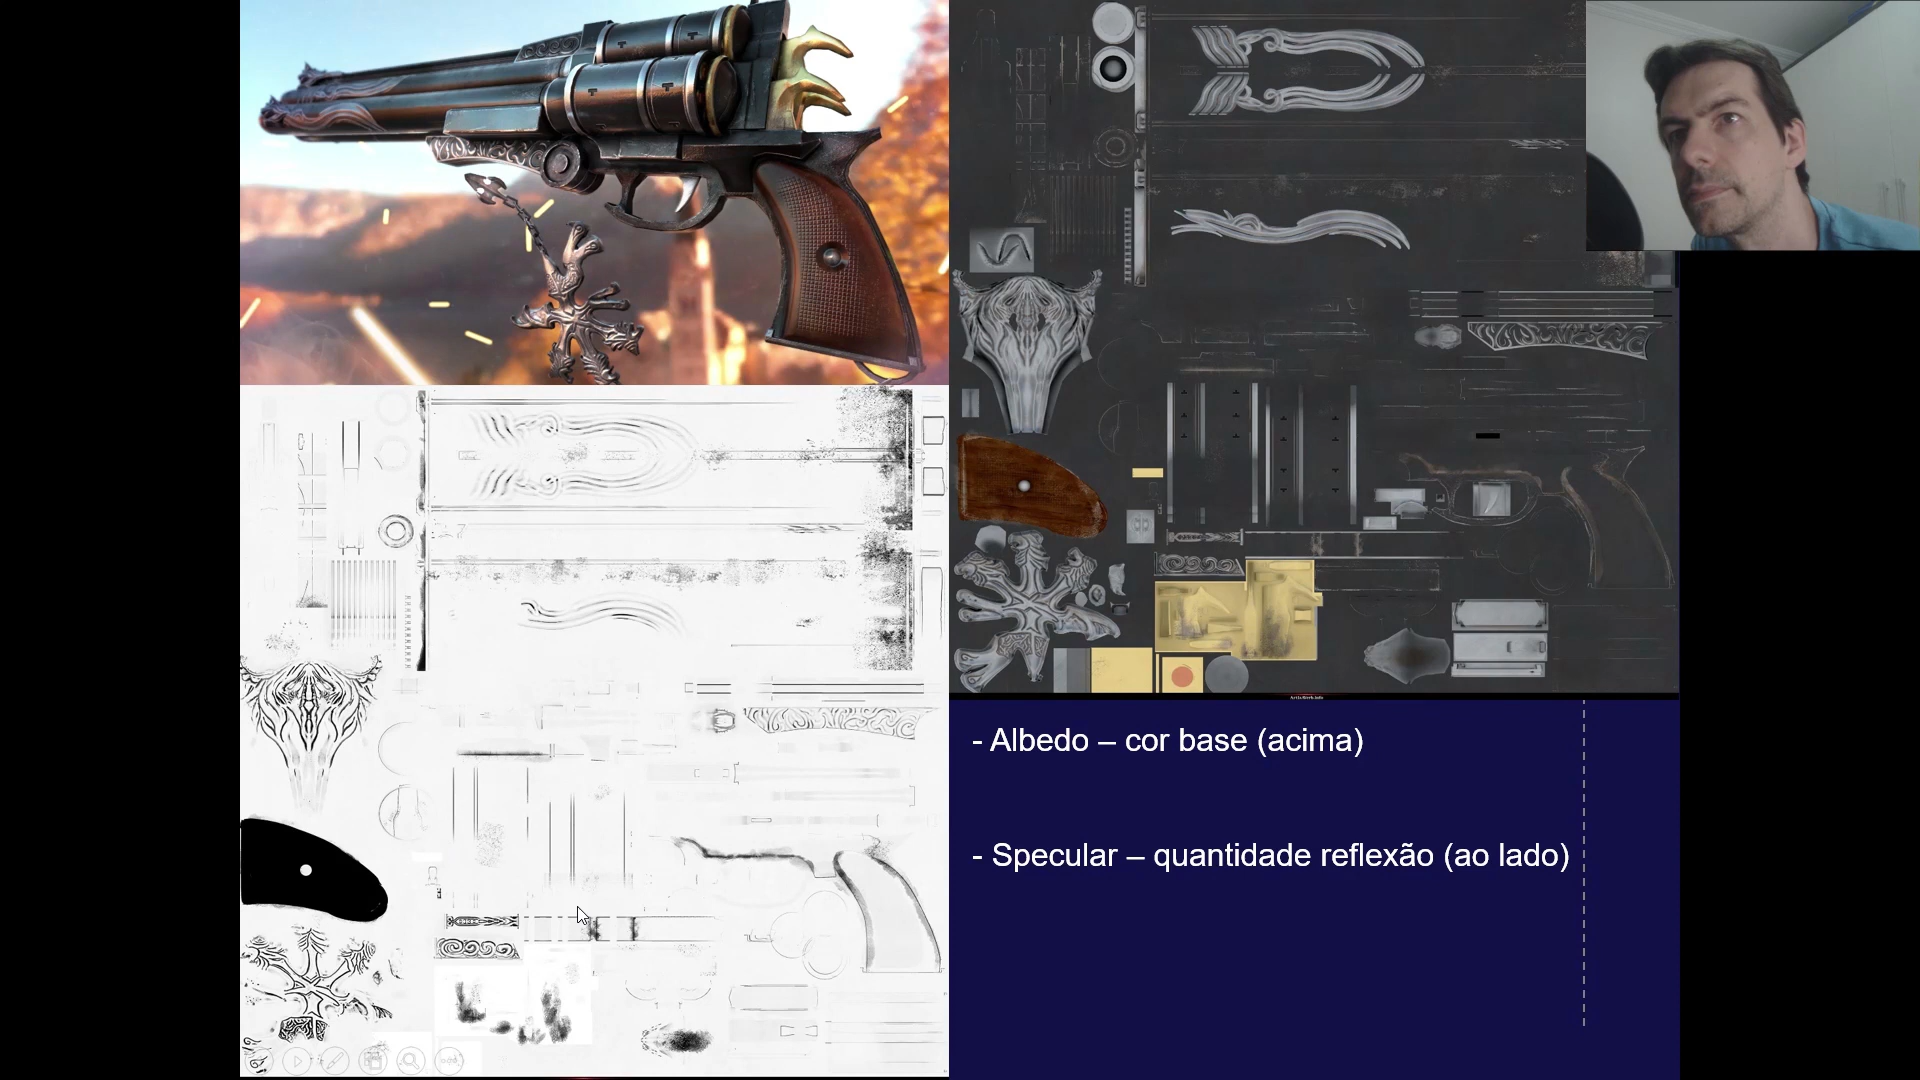 - Albedo – cor base (acima)
- Specular – quantidade reflexão (ao lado)